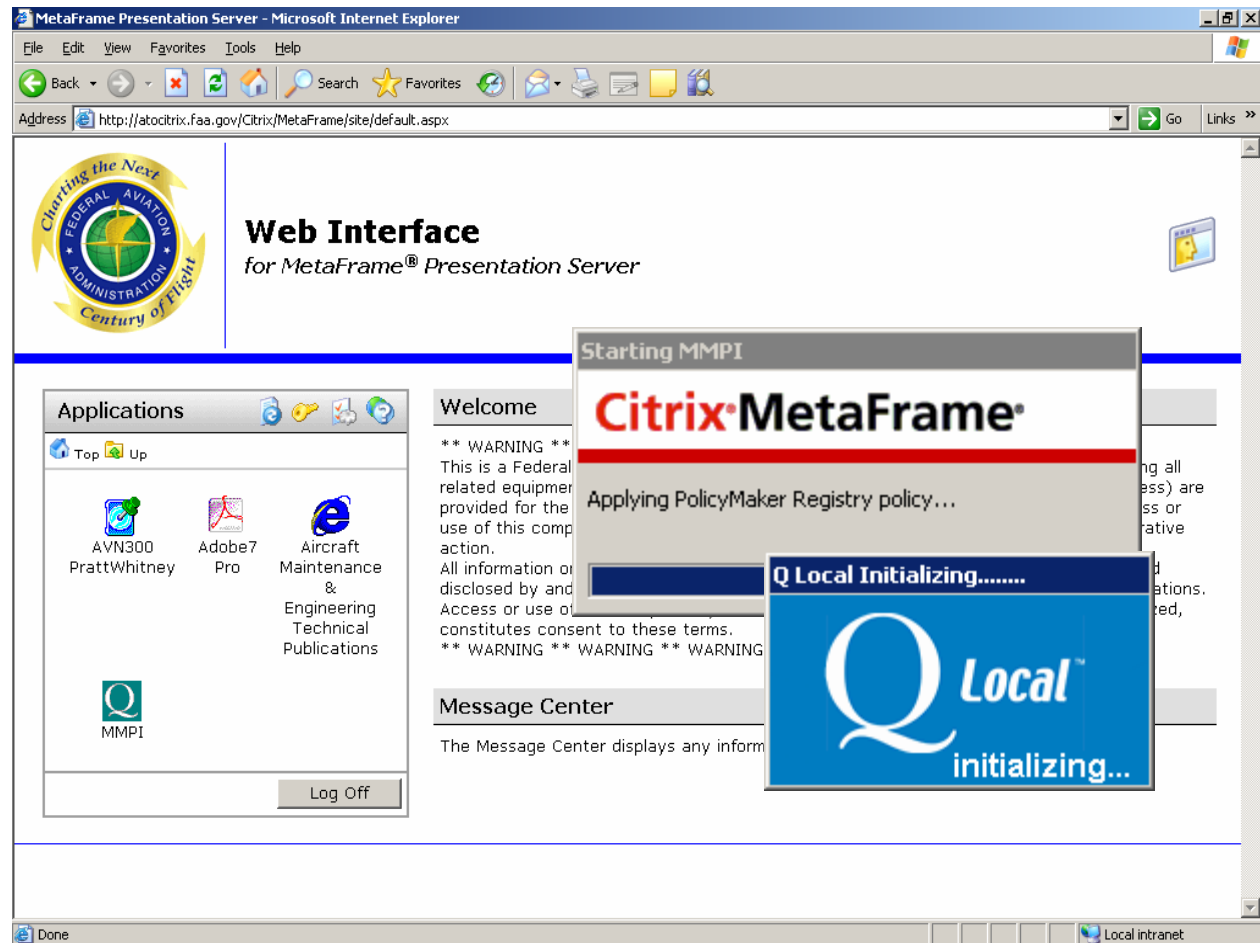 MetaFrame Presentation Server - Microsoft Internet Explorer
File Edit View Favorites Tools Help
Back Search Favorites
Address http://atocitrix.faa.gov/Citrix/MetaFrame/site/default.aspx Go Links »
Charting the Next
FEDERAL AVIATION
ADMINISTRATION
Century of Flight
Web Interface
for MetaFrame® Presentation Server
Starting MMPI
Citrix MetaFrame
Applying PolicyMaker Registry policy...
Applications
Top Up
AVN300
PrattWhitney
Adobe7
Pro
Aircraft
Maintenance
&
Engineering
Technical
Publications
MMPI
Log Off
Welcome
** WARNING **
This is a Federal ng all
related equipmen ess) are
provided for the ss or
use of this comp rative
action.
All information or d
disclosed by and ations.
Access or use of zed,
constitutes consent to these terms.
** WARNING ** WARNING ** WARNING
Message Center
The Message Center displays any inform
Q Local Initializing........
Q Local™
initializing...
Done Local intranet